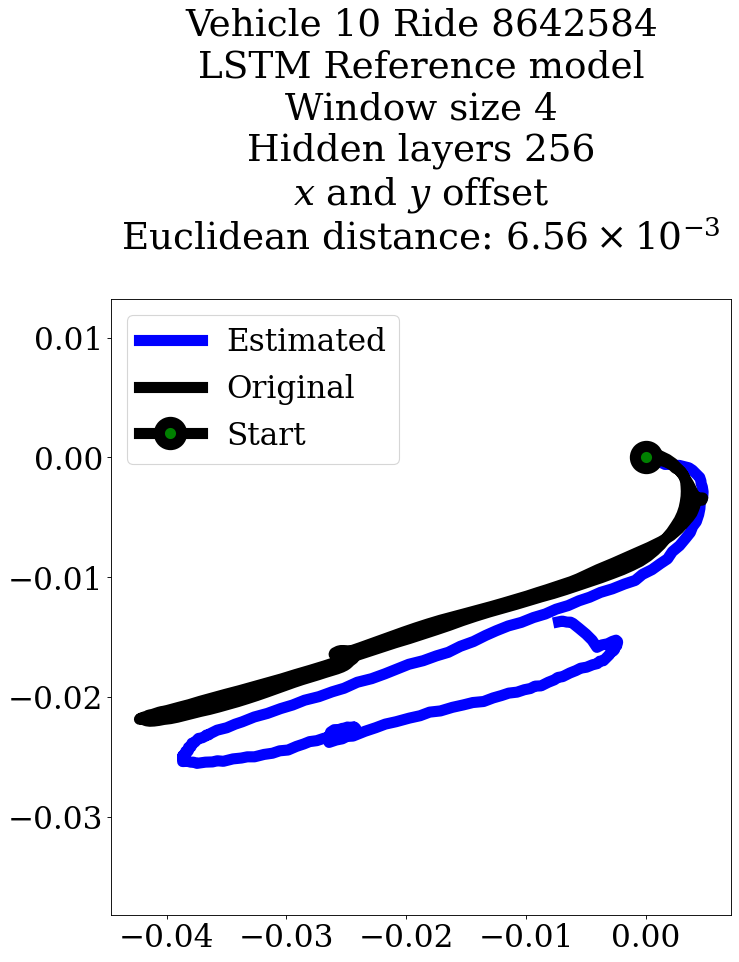 Vehicle 10 Ride 8642584
LSTM Reference model
Window size 4
Hidden layers 256
x and y offset
Euclidean distance: 6.56 × 10⁻³
Estimated
Original
Start
0.01
0.00
−0.01
−0.02
−0.03
−0.04 −0.03 −0.02 −0.01 0.00